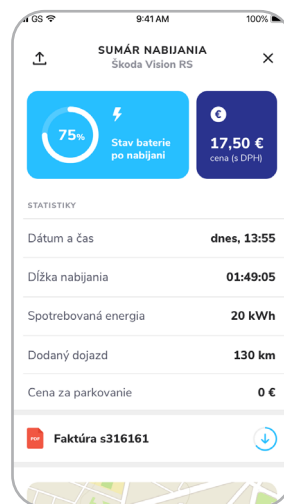 GS 9:41 AM 100%
SUMÁR NABIJANIA
Škoda Vision RS
75%
Stav baterie
po nabijani
€
17,50 €
cena (s DPH)
STATISTIKY
Dátum a čas dnes, 13:55
Dĺžka nabijania 01:49:05
Spotrebovaná energia 20 kWh
Dodaný dojazd 130 km
Cena za parkovanie 0 €
PDF Faktúra s316161